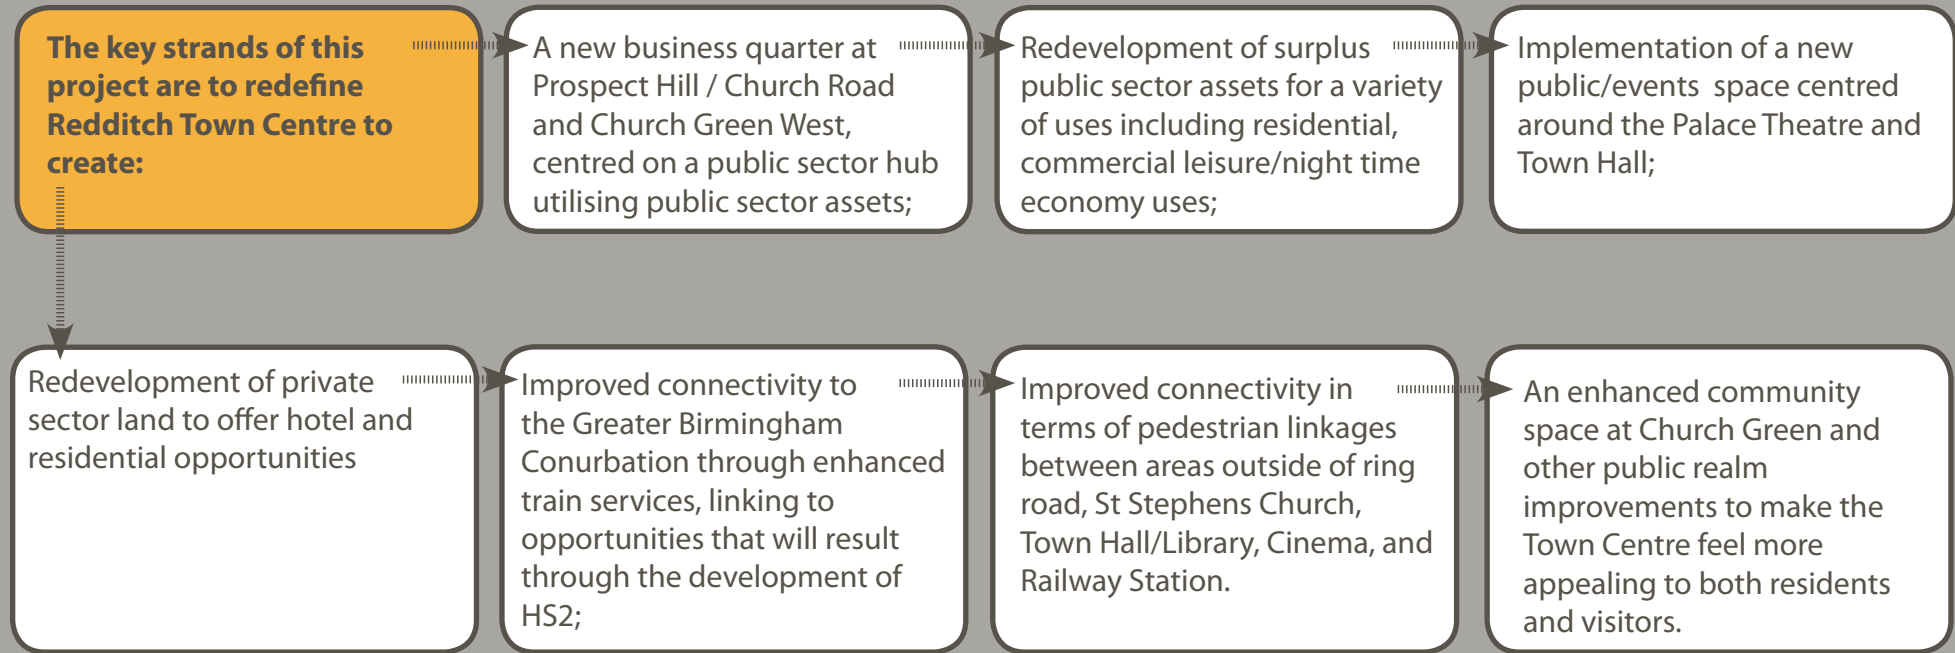 The key strands of this
project are to redefine
Redditch Town Centre to
create:
A new business quarter at
Prospect Hill / Church Road
and Church Green West,
centred on a public sector hub
utilising public sector assets;
Redevelopment of surplus
public sector assets for a variety
of uses including residential,
commercial leisure/night time
economy uses;
Implementation of a new
public/events  space centred
around the Palace Theatre and
Town Hall;
Redevelopment of private
sector land to offer hotel and
residential opportunities
Improved connectivity to
the Greater Birmingham
Conurbation through enhanced
train services, linking to
opportunities that will result
through the development of
HS2;
Improved connectivity in
terms of pedestrian linkages
between areas outside of ring
road, St Stephens Church,
Town Hall/Library, Cinema, and
Railway Station.
An enhanced community
space at Church Green and
other public realm
improvements to make the
Town Centre feel more
appealing to both residents
and visitors.